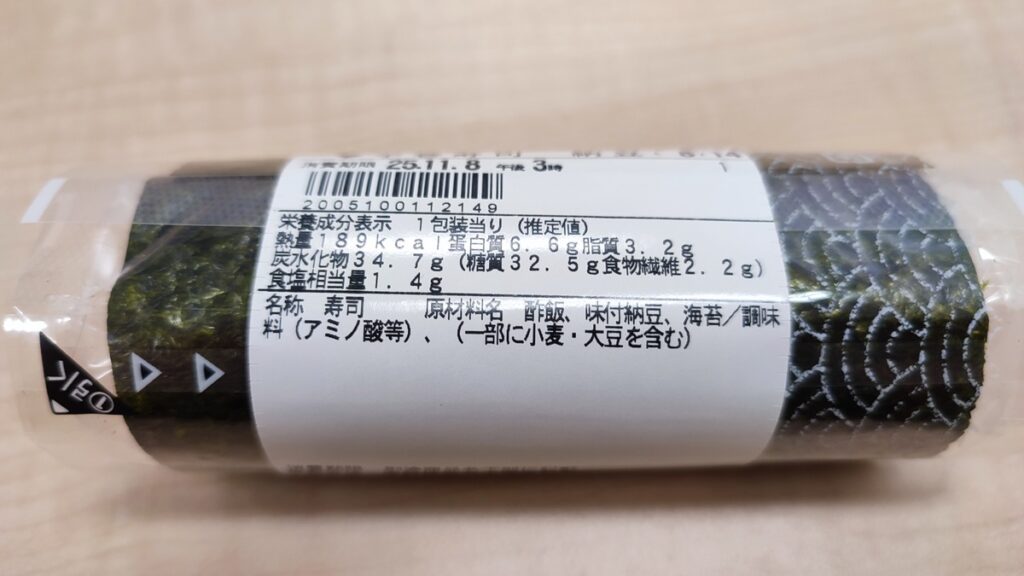 消費期限 25.11.8 午後 3時
1
2005100112149
栄養成分表示 1包装当り(推定値)
熱量189kcal蛋白質6.6g脂質3.2g
炭水化物34.7g(糖質32.5g食物繊維2.2g)
食塩相当量1.4g
名称 寿司 原材料名 酢飯、味付納豆、海苔/調味
料(アミノ酸等)、(一部に小麦・大豆を含む)
①引く